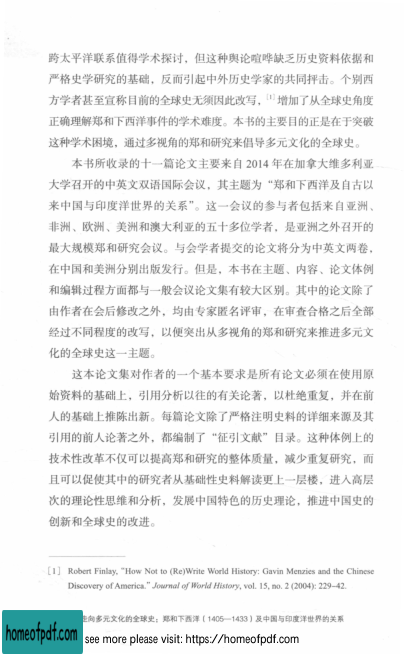 跨太平洋联系值得学术探讨，但这种舆论喧哗缺乏历史资料依据和
严格史学研究的基础，反而引起中外历史学家的共同抨击。个别西
方学者甚至宣称目前的全球史无须因此改写，[1]增加了从全球史角度
正确理解郑和下西洋事件的学术难度。本书的主要目的正是在于突破
这种学术困境，通过多视角的郑和研究来倡导多元文化的全球史。
本书所收录的十一篇论文主要来自 2014 年在加拿大维多利亚
大学召开的中英文双语国际会议，其主题为“郑和下西洋及自古以
来中国与印度洋世界的关系”。这一会议的参与者包括来自亚洲、
非洲、欧洲、美洲和澳大利亚的五十多位学者，是亚洲之外召开的
最大规模郑和研究会议。与会学者提交的论文将分为中英文两卷，
在中国和美洲分别出版发行。但是，本书在主题、内容、论文体例
和编辑过程方面都与一般会议论文集有较大区别。其中的论文除了
由作者在会后修改之外，均由专家匿名评审，在审查合格之后全部
经过不同程度的改写，以便突出从多视角的郑和研究来推进多元文
化的全球史这一主题。
这本论文集对作者的一个基本要求是所有论文必须在使用原
始资料的基础上，引用分析以往的有关论著，以杜绝重复，并在前
人的基础上推陈出新。每篇论文除了严格注明史料的详细来源及其
引用的前人论著之外，都编制了“征引文献”目录。这种体例上的
技术性改革不仅可以提高郑和研究的整体质量，减少重复研究，而
且可以促使其中的研究者从基础性史料解读更上一层楼，进入高层
次的理论性思维和分析，发展中国特色的历史理论，推进中国史的
创新和全球史的改进。
[1] Robert Finlay, “How Not to (Re)Write World History: Gavin Menzies and the Chinese
Discovery of America.” Journal of World History, vol. 15, no. 2 (2004): 229–42.
走向多元文化的全球史：郑和下西洋（1405—1433）及中国与印度洋世界的关系
homeofpdf.com
see more please visit: https://homeofpdf.com